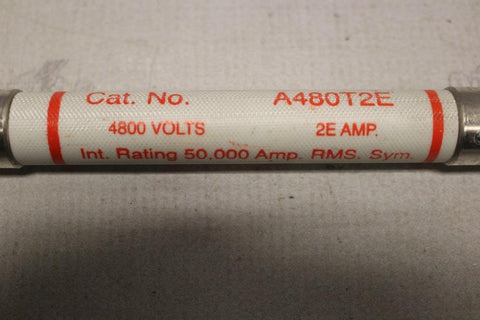 Cat. No. A480T2E
4800 VOLTS 2E AMP.
Int. Rating 50,000 Amp. RMS. Sym.